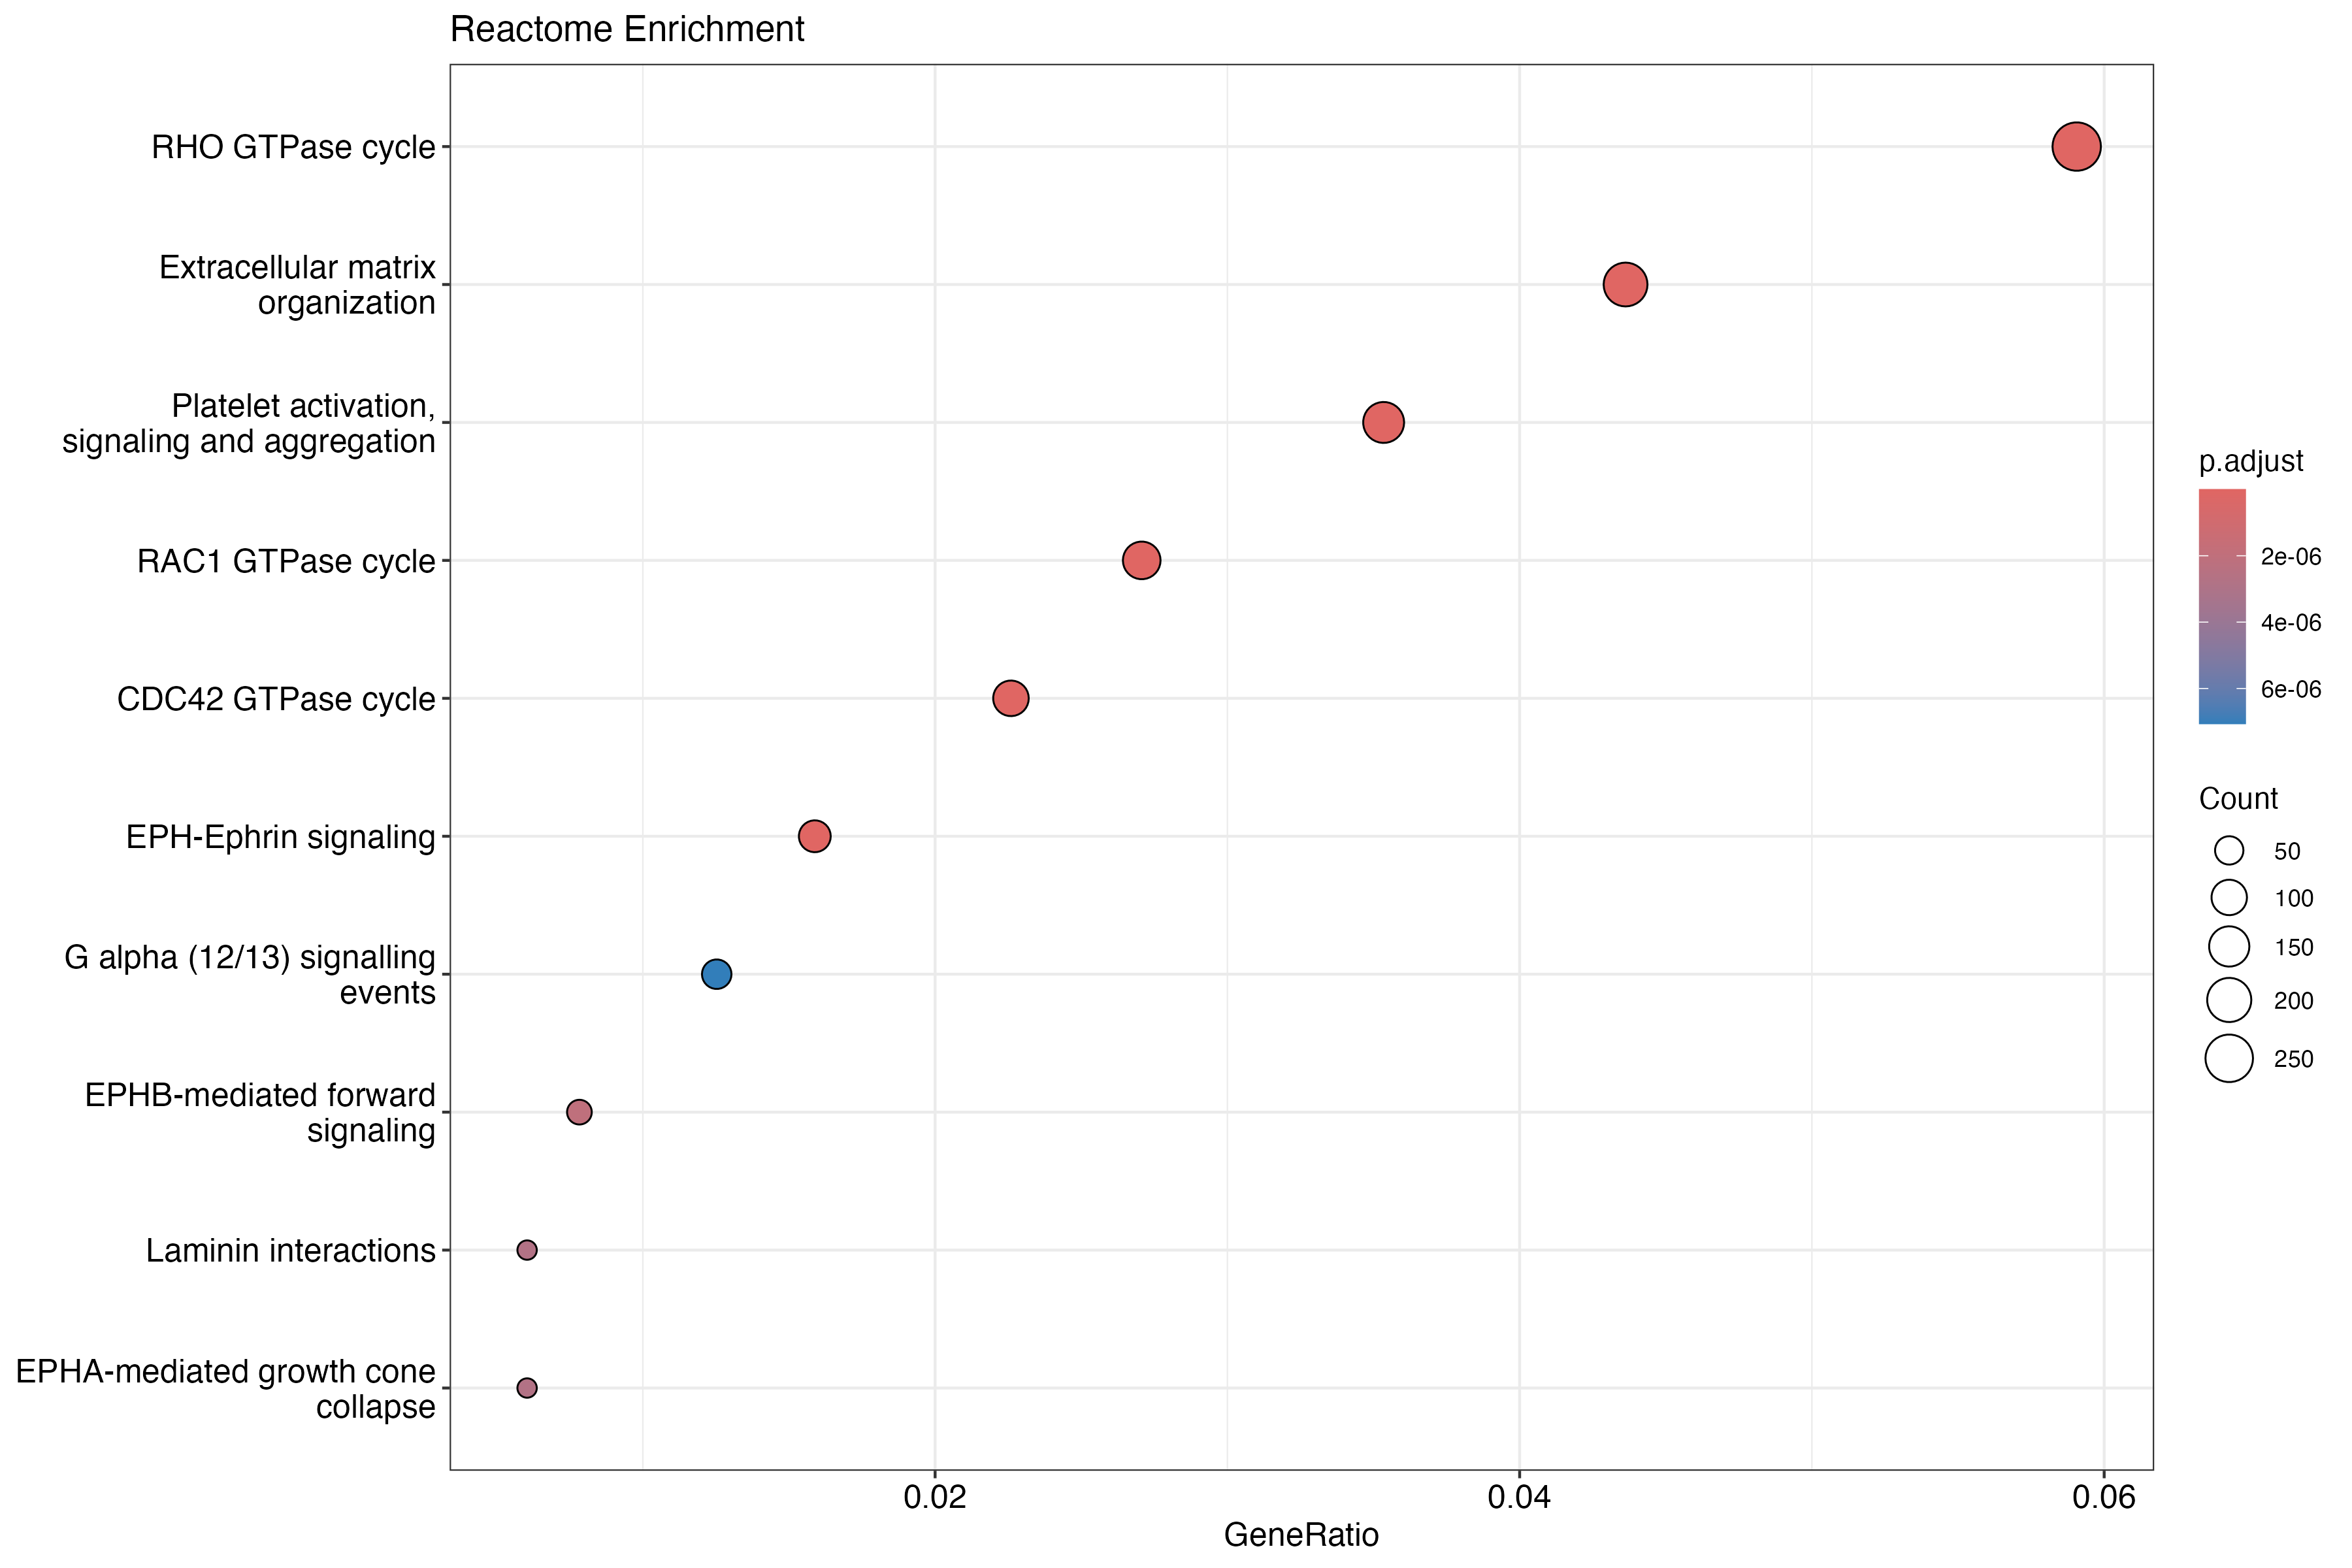 Reactome Enrichment
RHO GTPase cycle
Extracellular matrix
organization
Platelet activation,
signaling and aggregation
RAC1 GTPase cycle
CDC42 GTPase cycle
EPH-Ephrin signaling
G alpha (12/13) signalling
events
EPHB-mediated forward
signaling
Laminin interactions
EPHA-mediated growth cone
collapse
0.02
0.04
0.06
GeneRatio
p.adjust
2e-06
4e-06
6e-06
Count
50
100
150
200
250